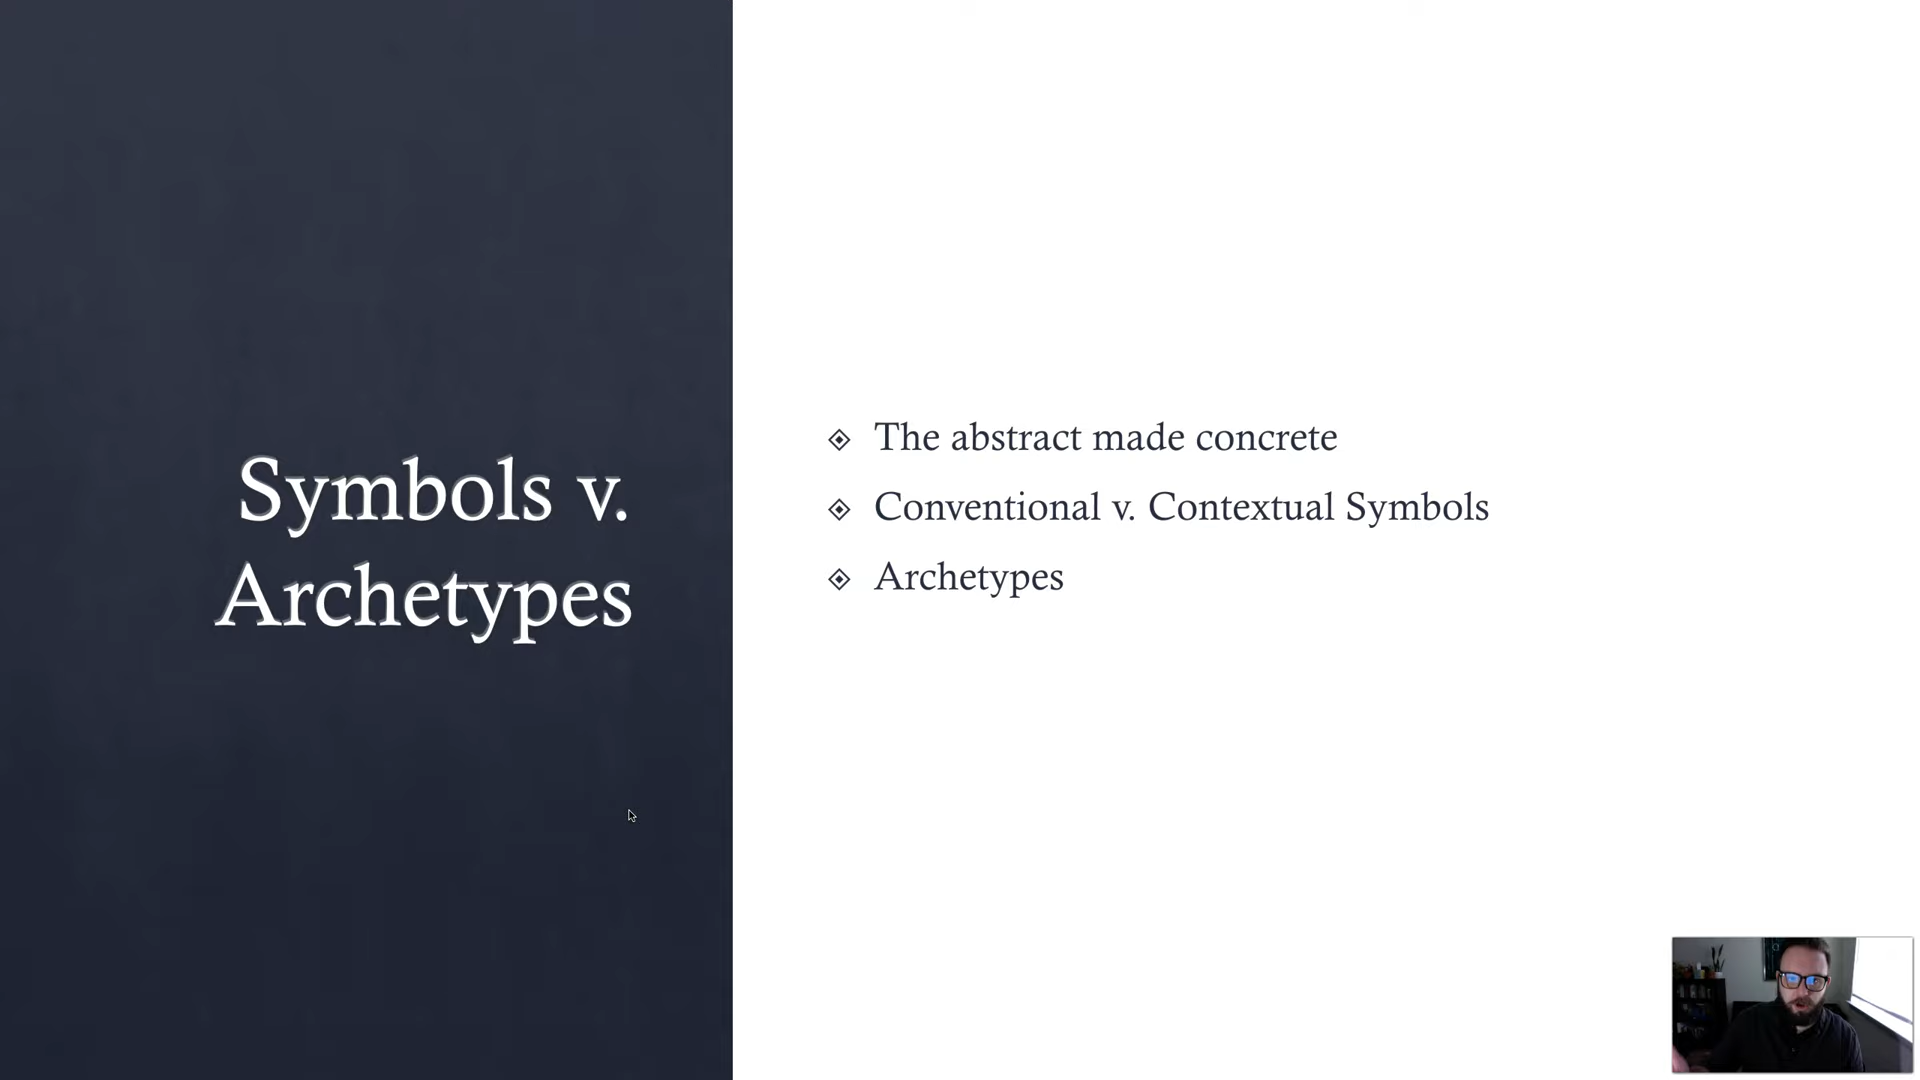 Symbols v.
Archetypes
The abstract made concrete
Conventional v. Contextual Symbols
Archetypes